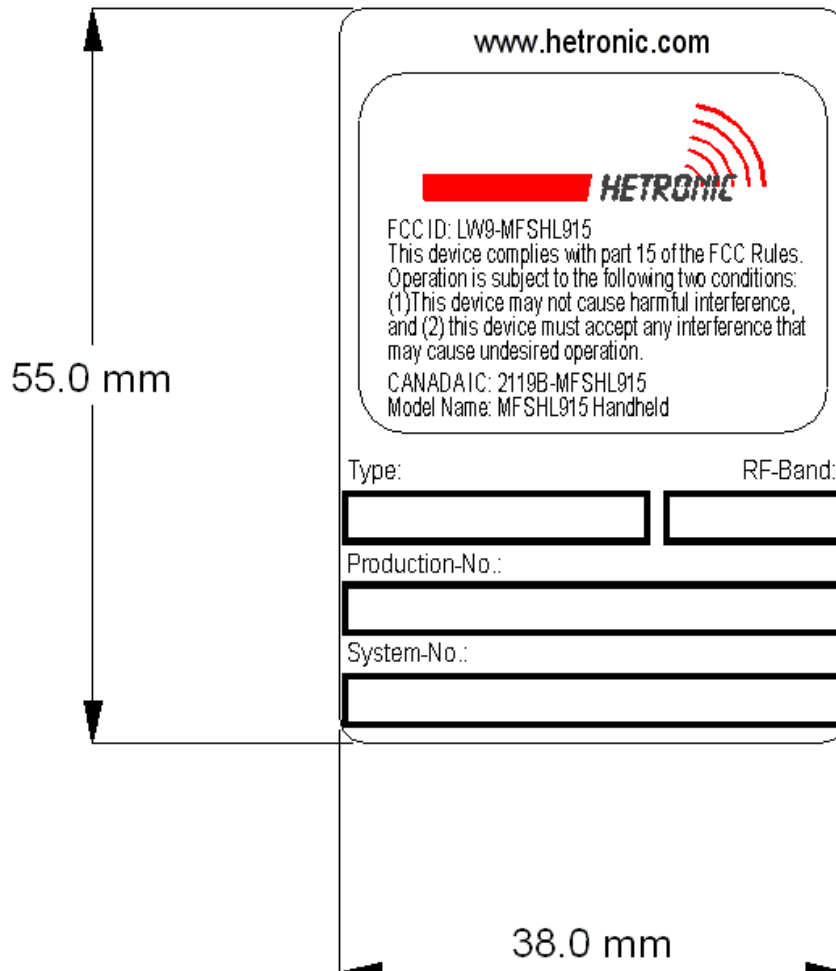 www.hetronic.com
HETRONIC
FCC ID: LW9-MFSHL915
This device complies with part 15 of the FCC Rules.
Operation is subject to the following two conditions:
(1)This device may not cause harmful interference,
and (2) this device must accept any interference that
may cause undesired operation.
CANADA IC: 2119B-MFSHL915
Model Name: MFSHL915 Handheld
55.0 mm
Type: RF-Band:
Production-No.:
System-No.:
38.0 mm